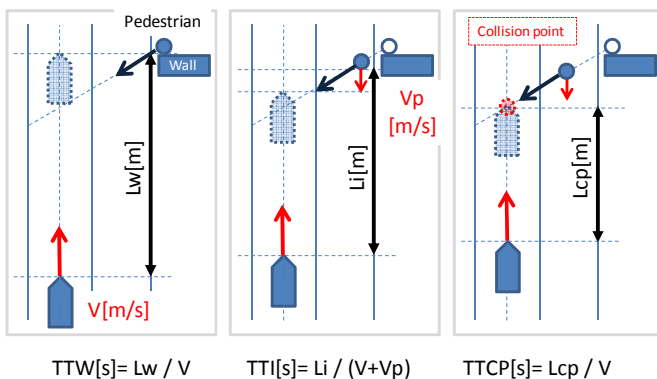 Pedestrian
Wall
Lw[m]
V[m/s]
TTW[s]= Lw / V
Vp
[m/s]
Li[m]
TTI[s]= Li / (V+Vp)
Collision point
Lcp[m]
TTCP[s]= Lcp / V